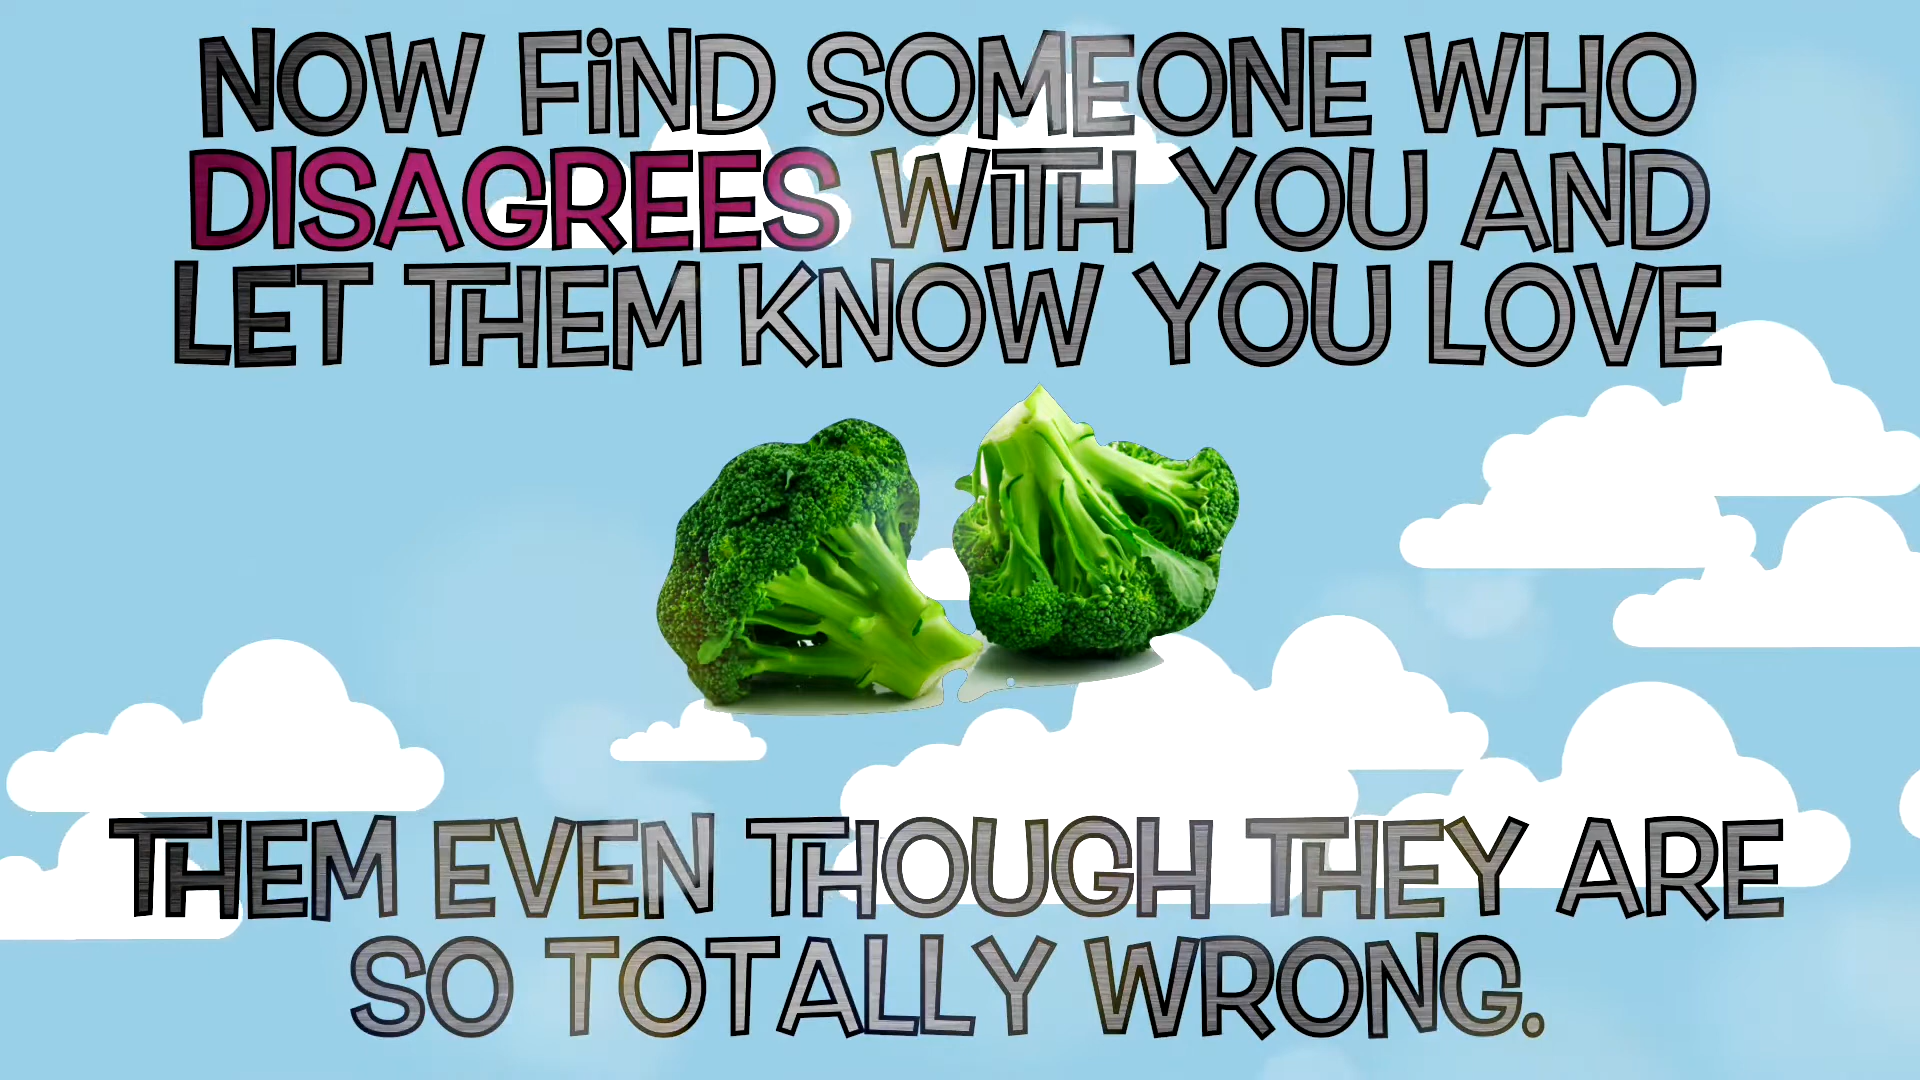 NOW FiND SOMEONE WHO
DISAGREES WiTH YOU AND
LET THEM KNOW YOU LOVE
THEM EVEN THOUGH THEY ARE
SO TOTALLY WRONG.